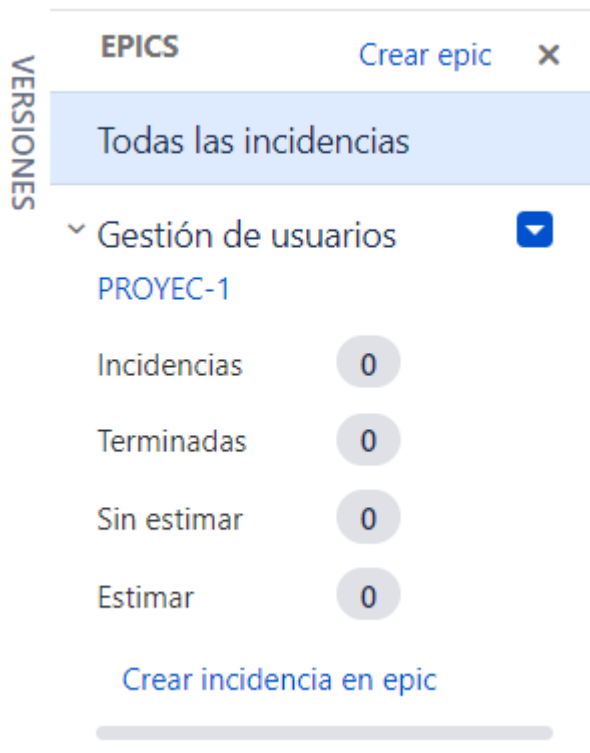 VERSIONES
EPICS Crear epic ×
Todas las incidencias
Gestión de usuarios
PROYEC-1
Incidencias 0
Terminadas 0
Sin estimar 0
Estimar 0
Crear incidencia en epic